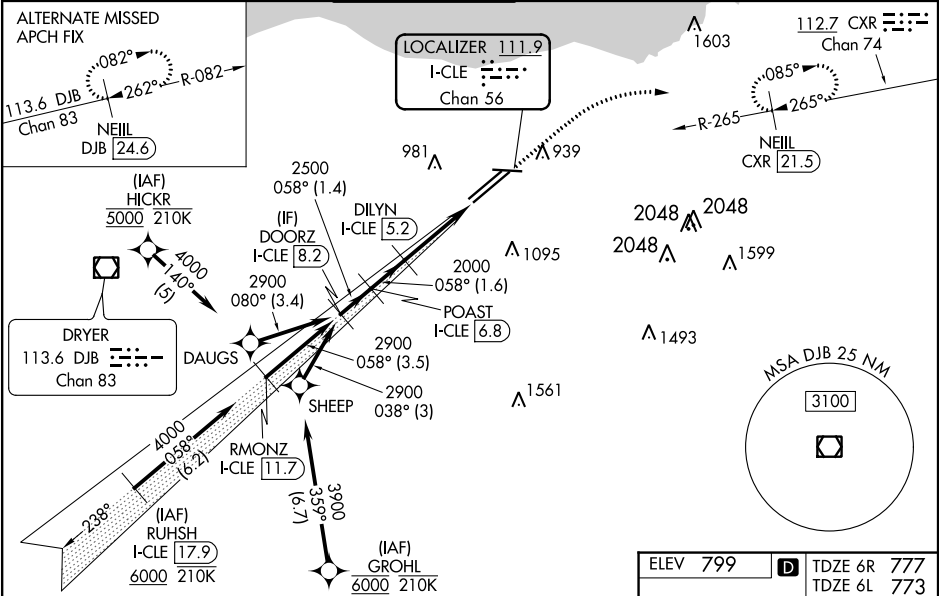 ALTERNATE MISSED
APCH FIX
082°
262°
R-082
113.6 DJB
Chan 83
NEIIL
DJB 24.6
LOCALIZER 111.9
I-CLE
Chan 56
1603
112.7 CXR
Chan 74
085°
265°
R-265
NEIIL
CXR 21.5
981
939
2500
058° (1.4)
(IAF)
HICKR
5000 210K
4000
140°
(5)
(IF)
DOORZ
I-CLE 8.2
DILYN
I-CLE 5.2
2048
2048
2048
1599
1095
2900
080° (3.4)
2000
058° (1.6)
POAST
I-CLE 6.8
DRYER
113.6 DJB
Chan 83
DAUGS
2900
058° (3.5)
1493
2900
038° (3)
SHEEP
1561
MSA DJB 25 NM
3100
4000
058°
(6.2)
RMONZ
I-CLE 11.7
238°
(IAF)
RUHSH
I-CLE 17.9
6000 210K
3900
359°
(6.7)
(IAF)
GROHL
6000 210K
ELEV 799
D
TDZE 6R 777
TDZE 6L 773